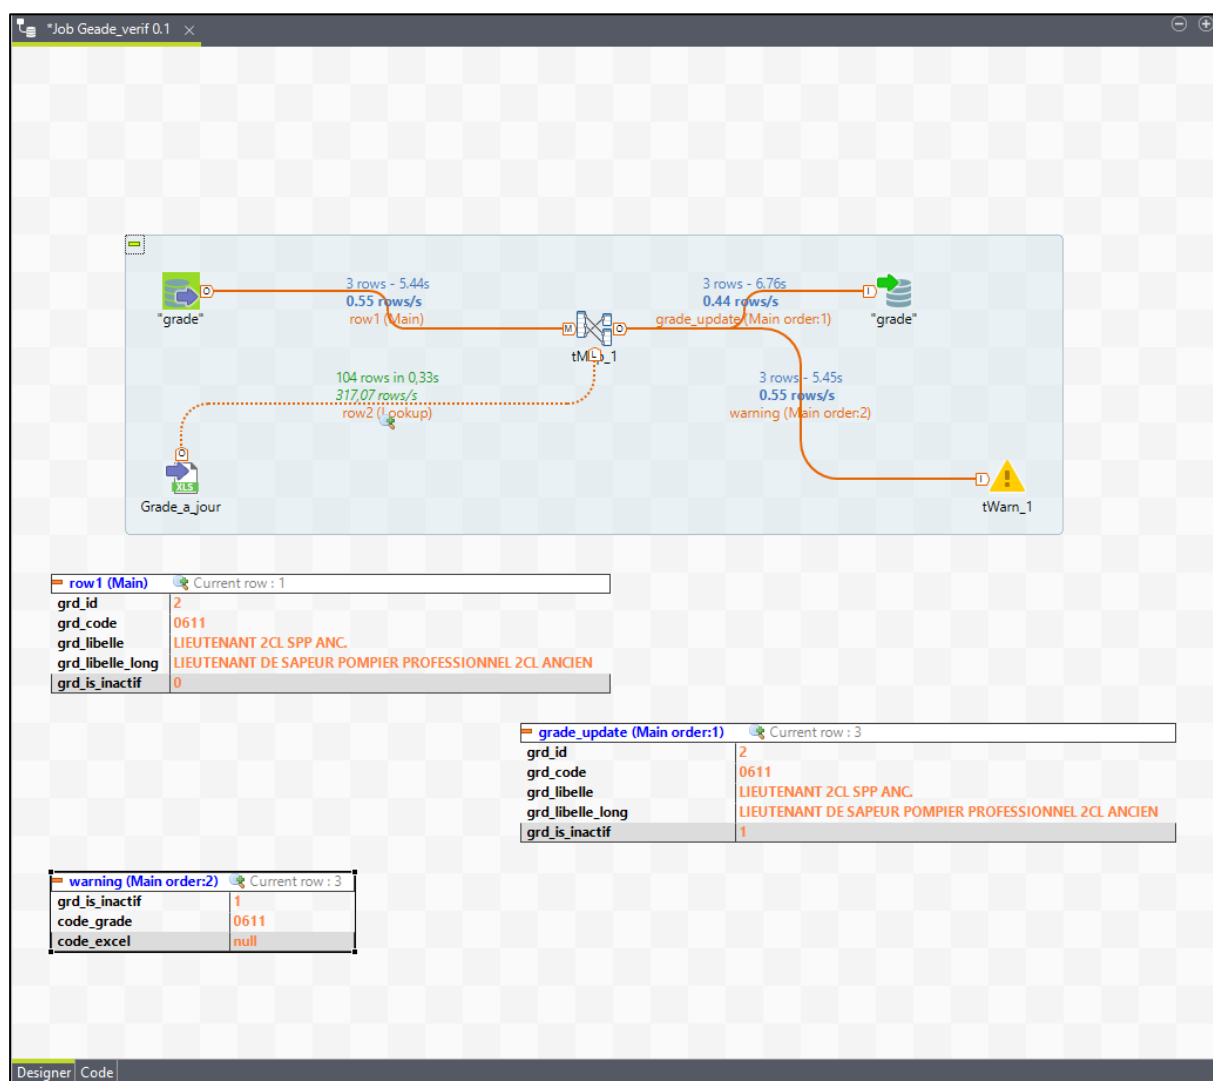 *Job Geade_verif 0.1
3 rows - 5.44s
0.55 rows/s
row1 (Main)
3 rows - 6.76s
0.44 rows/s
grade_update (Main order:1)
"grade"
"grade"
M
O
O
I
tMap_1
L
104 rows in 0,33s
317,07 rows/s
row2 (Lookup)
3 rows - 5.45s
0.55 rows/s
warning (Main order:2)
O
XLS
Grade_a_jour
I
tWarn_1
row1 (Main) Current row : 1
grd_id 2
grd_code 0611
grd_libelle LIEUTENANT 2CL SPP ANC.
grd_libelle_long LIEUTENANT DE SAPEUR POMPIER PROFESSIONNEL 2CL ANCIEN
grd_is_inactif 0
grade_update (Main order:1) Current row : 3
grd_id 2
grd_code 0611
grd_libelle LIEUTENANT 2CL SPP ANC.
grd_libelle_long LIEUTENANT DE SAPEUR POMPIER PROFESSIONNEL 2CL ANCIEN
grd_is_inactif 1
warning (Main order:2) Current row : 3
grd_is_inactif 1
code_grade 0611
code_excel null
Designer Code